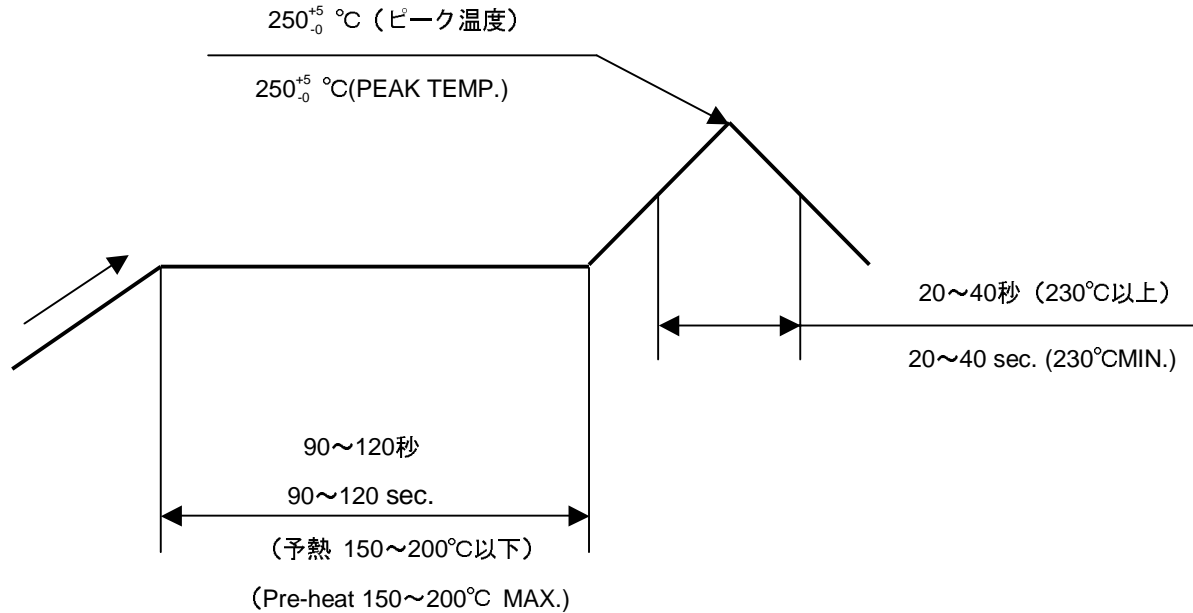 250+5-0 ℃（ピーク温度）
250+5-0 ℃(PEAK TEMP.)
20～40秒（230℃以上）
20～40 sec. (230℃MIN.)
90～120秒
90～120 sec.
（予熱 150～200℃以下）
（Pre-heat 150～200℃ MAX.)